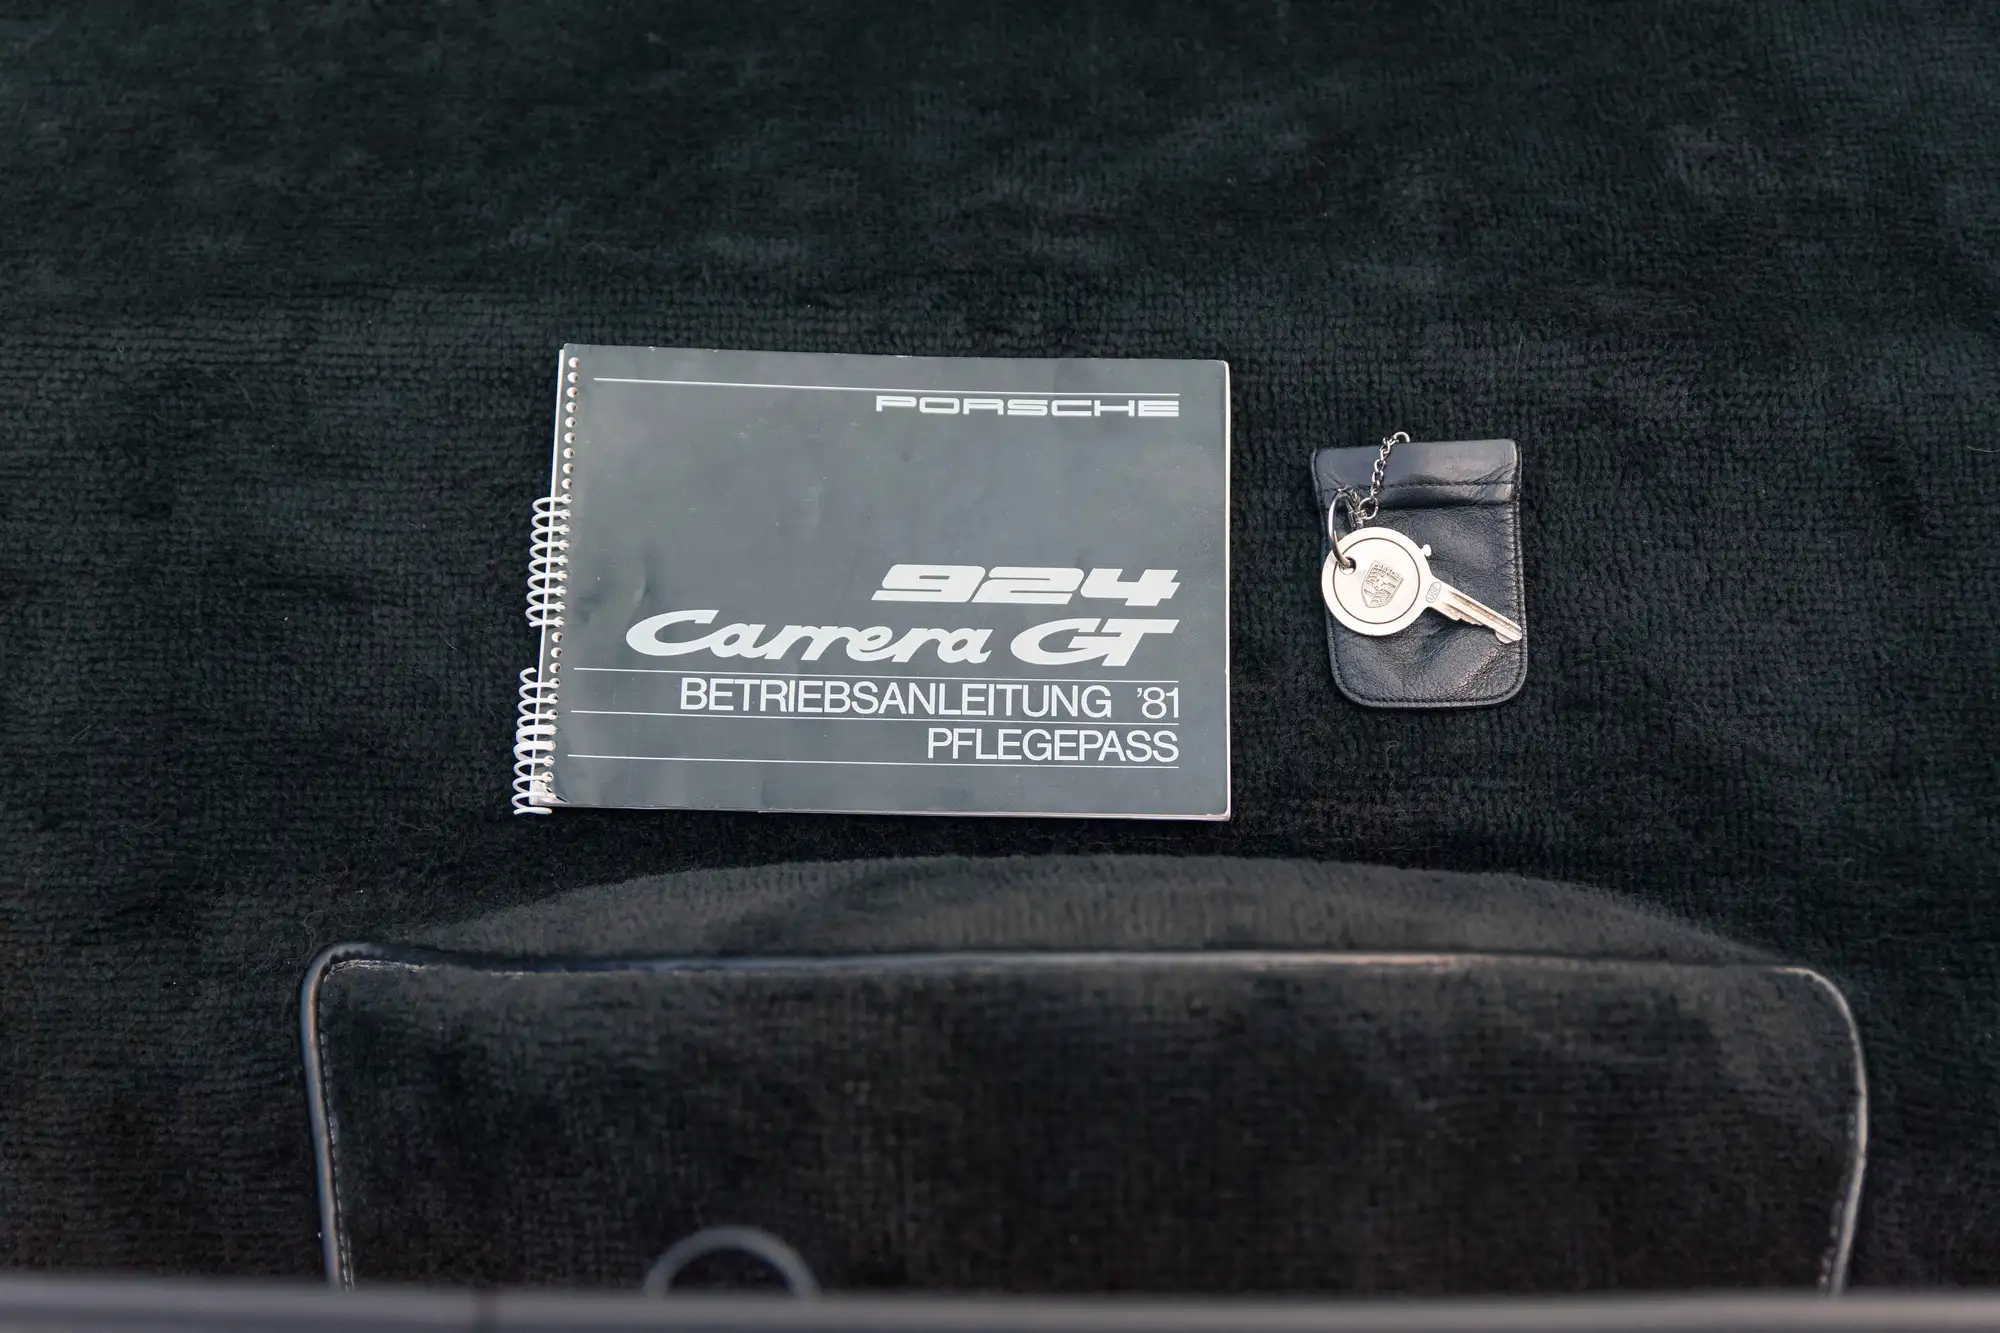 PORSCHE
924
Carrera GT
BETRIEBSANLEITUNG '81
PFLEGEPASS